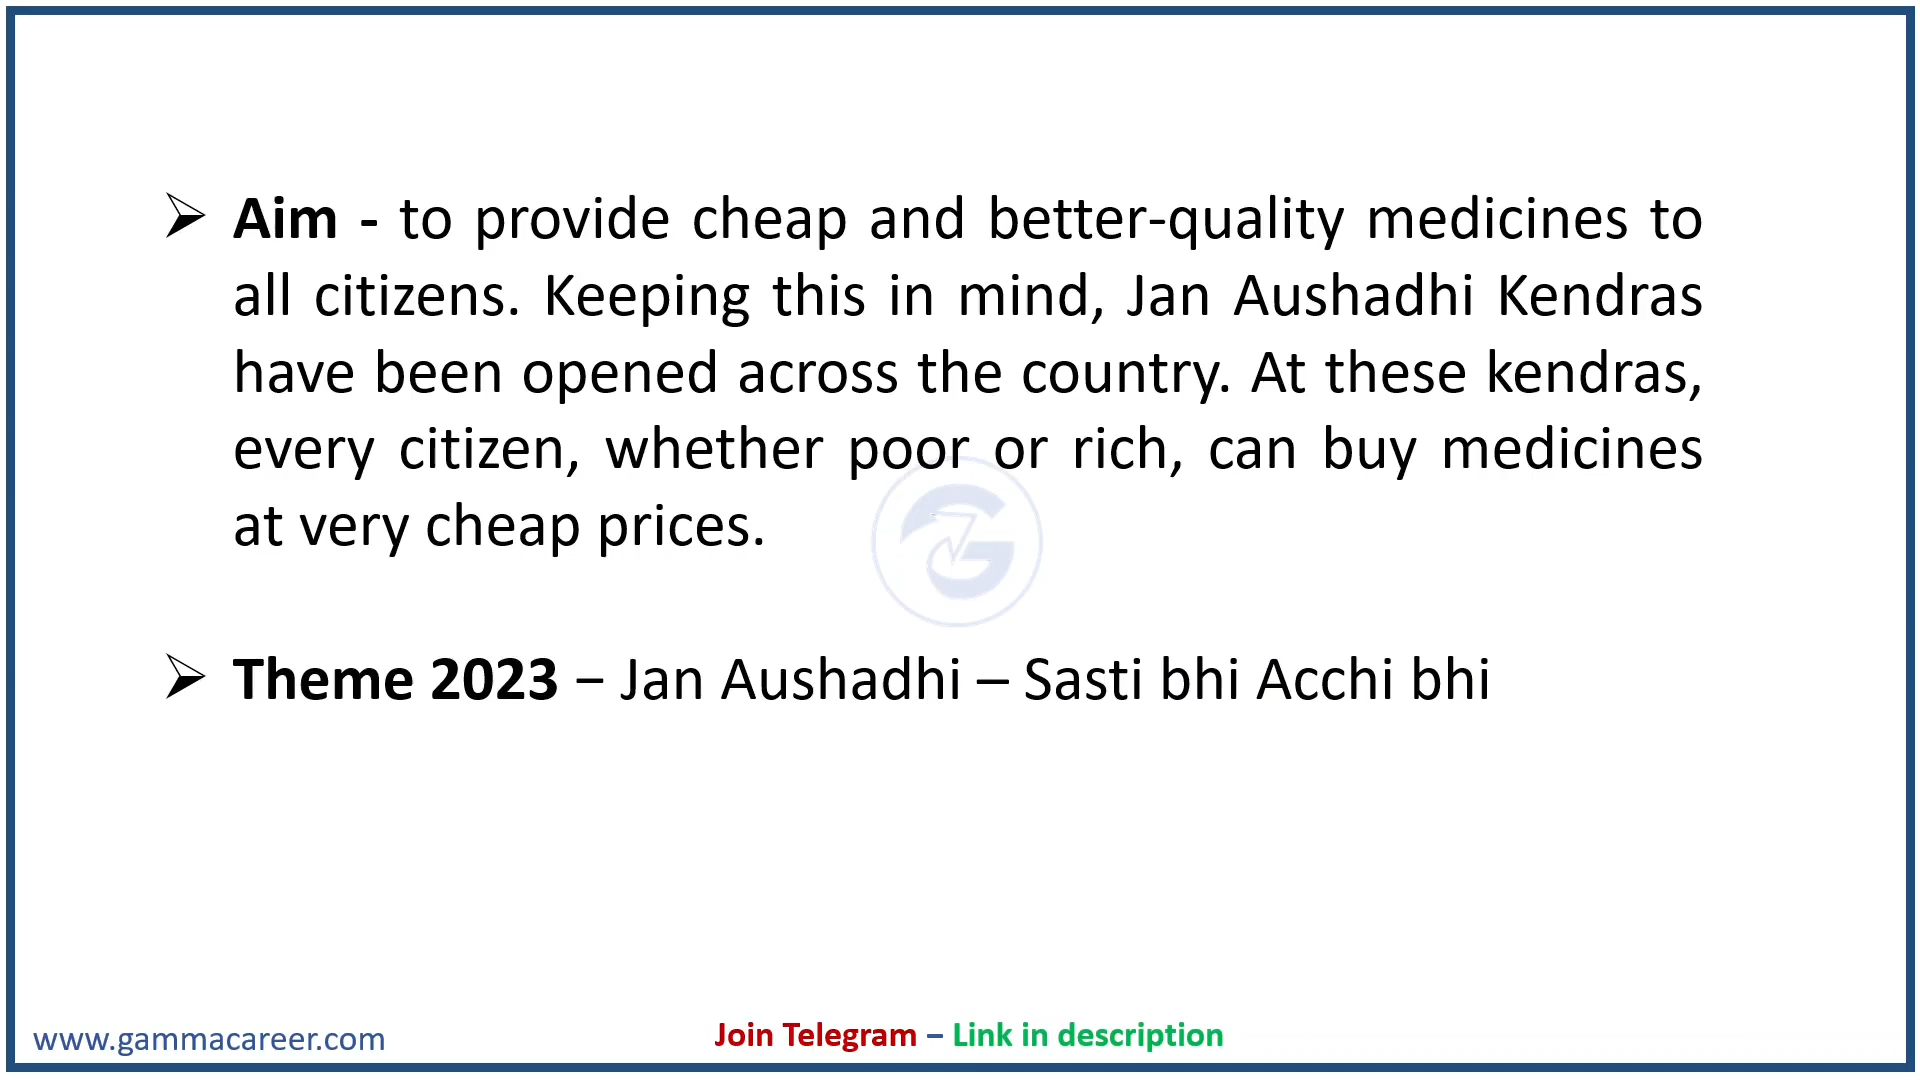 ➢ Aim - to provide cheap and better-quality medicines to
all citizens. Keeping this in mind, Jan Aushadhi Kendras
have been opened across the country. At these kendras,
every citizen, whether poor or rich, can buy medicines
at very cheap prices.
➢ Theme 2023 – Jan Aushadhi – Sasti bhi Acchi bhi
www.gammacareer.com
Join Telegram – Link in description